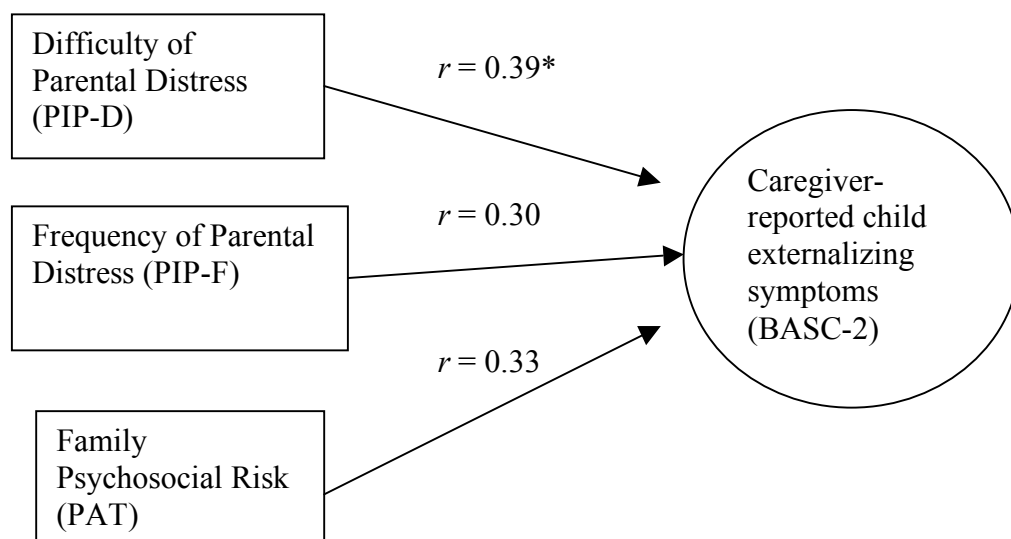 Difficulty of
Parental Distress
(PIP-D)
r = 0.39*
Frequency of Parental
Distress (PIP-F)
r = 0.30
Family
Psychosocial Risk
(PAT)
r = 0.33
Caregiver-
reported child
externalizing
symptoms
(BASC-2)